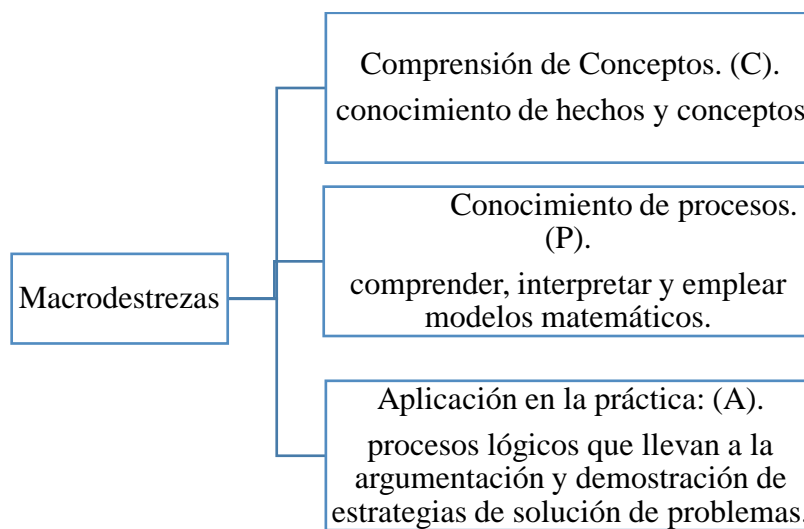 Macrodestrezas
Comprensión de Conceptos. (C).
conocimiento de hechos y conceptos
Conocimiento de procesos.
(P).
comprender, interpretar y emplear
modelos matemáticos.
Aplicación en la práctica: (A).
procesos lógicos que llevan a la
argumentación y demostración de
estrategias de solución de problemas.